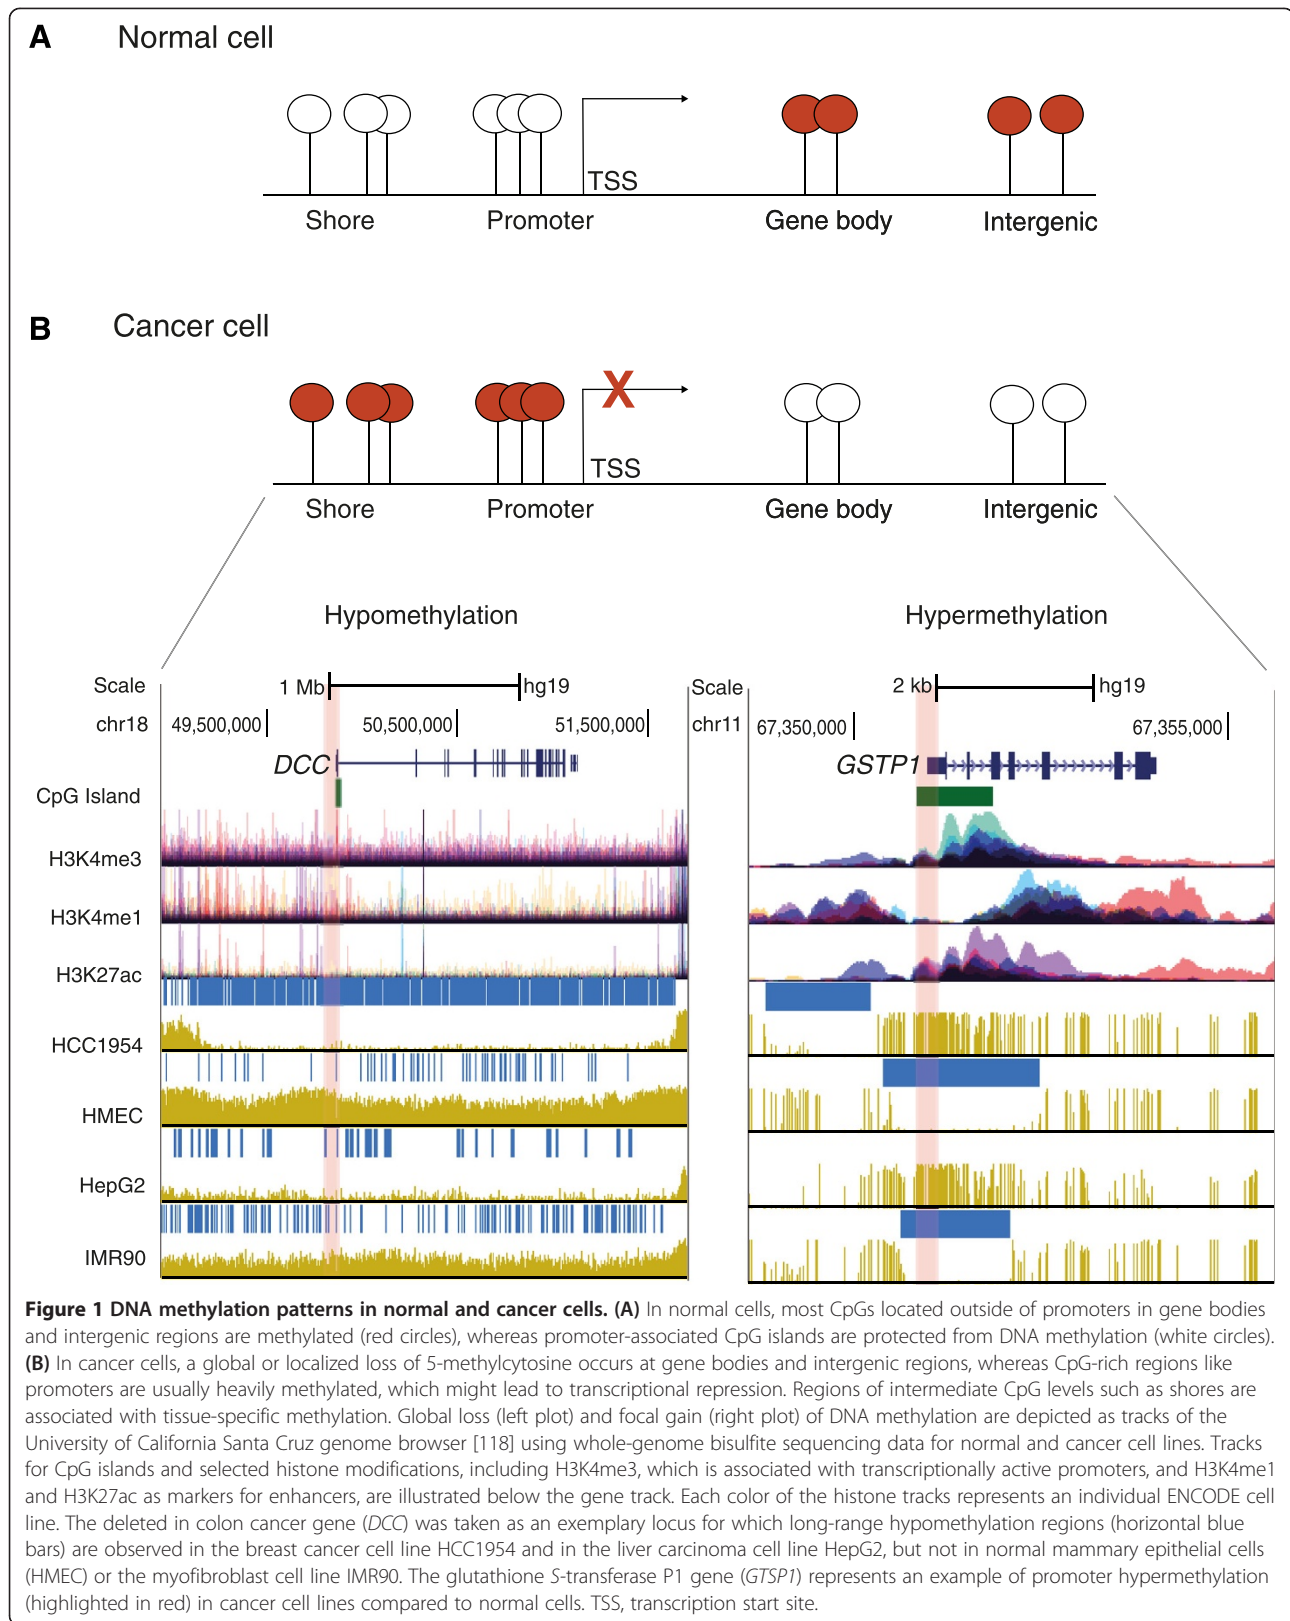 A Normal cell
TSS
Shore Promoter Gene body Intergenic
B Cancer cell
X
TSS
Shore Promoter Gene body Intergenic
Hypomethylation Hypermethylation
Scale 1 Mb hg19 Scale 2 kb hg19
chr18 49,500,000 50,500,000 51,500,000 chr11 67,350,000 67,355,000
DCC GSTP1
CpG Island
H3K4me3
H3K4me1
H3K27ac
HCC1954
HMEC
HepG2
IMR90
Figure 1 DNA methylation patterns in normal and cancer cells. (A) In normal cells, most CpGs located outside of promoters in gene bodies
and intergenic regions are methylated (red circles), whereas promoter-associated CpG islands are protected from DNA methylation (white circles).
(B) In cancer cells, a global or localized loss of 5-methylcytosine occurs at gene bodies and intergenic regions, whereas CpG-rich regions like
promoters are usually heavily methylated, which might lead to transcriptional repression. Regions of intermediate CpG levels such as shores are
associated with tissue-specific methylation. Global loss (left plot) and focal gain (right plot) of DNA methylation are depicted as tracks of the
University of California Santa Cruz genome browser [118] using whole-genome bisulfite sequencing data for normal and cancer cell lines. Tracks
for CpG islands and selected histone modifications, including H3K4me3, which is associated with transcriptionally active promoters, and H3K4me1
and H3K27ac as markers for enhancers, are illustrated below the gene track. Each color of the histone tracks represents an individual ENCODE cell
line. The deleted in colon cancer gene (DCC) was taken as an exemplary locus for which long-range hypomethylation regions (horizontal blue
bars) are observed in the breast cancer cell line HCC1954 and in the liver carcinoma cell line HepG2, but not in normal mammary epithelial cells
(HMEC) or the myofibroblast cell line IMR90. The glutathione S-transferase P1 gene (GTSP1) represents an example of promoter hypermethylation
(highlighted in red) in cancer cell lines compared to normal cells. TSS, transcription start site.